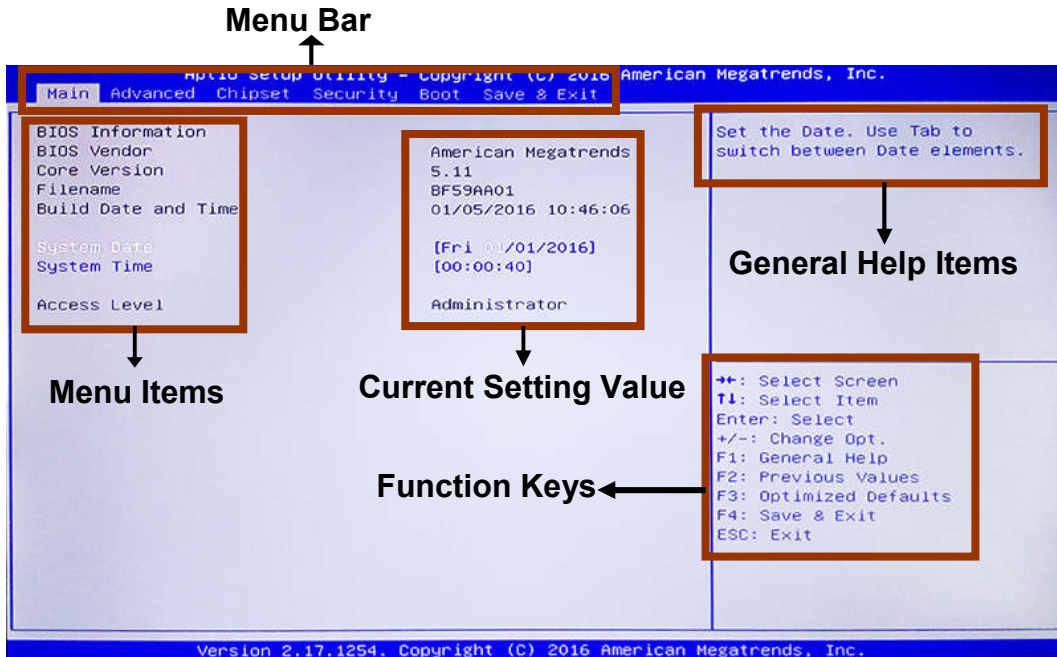 Menu Bar
Aptio Setup Utility - Copyright (C) 2016 American Megatrends, Inc.
Main Advanced Chipset Security Boot Save & Exit
BIOS Information
BIOS Vendor American Megatrends
Core Version 5.11
Filename BF59AA01
Build Date and Time 01/05/2016 10:46:06
System Date [Fri 01/01/2016]
System Time [00:00:40]
Access Level Administrator
Set the Date. Use Tab to
switch between Date elements.
General Help Items
Menu Items
Current Setting Value
→←: Select Screen
↑↓: Select Item
Enter: Select
+/-: Change Opt.
F1: General Help
F2: Previous Values
F3: Optimized Defaults
F4: Save & Exit
ESC: Exit
Function Keys
Version 2.17.1254. Copyright (C) 2016 American Megatrends, Inc.